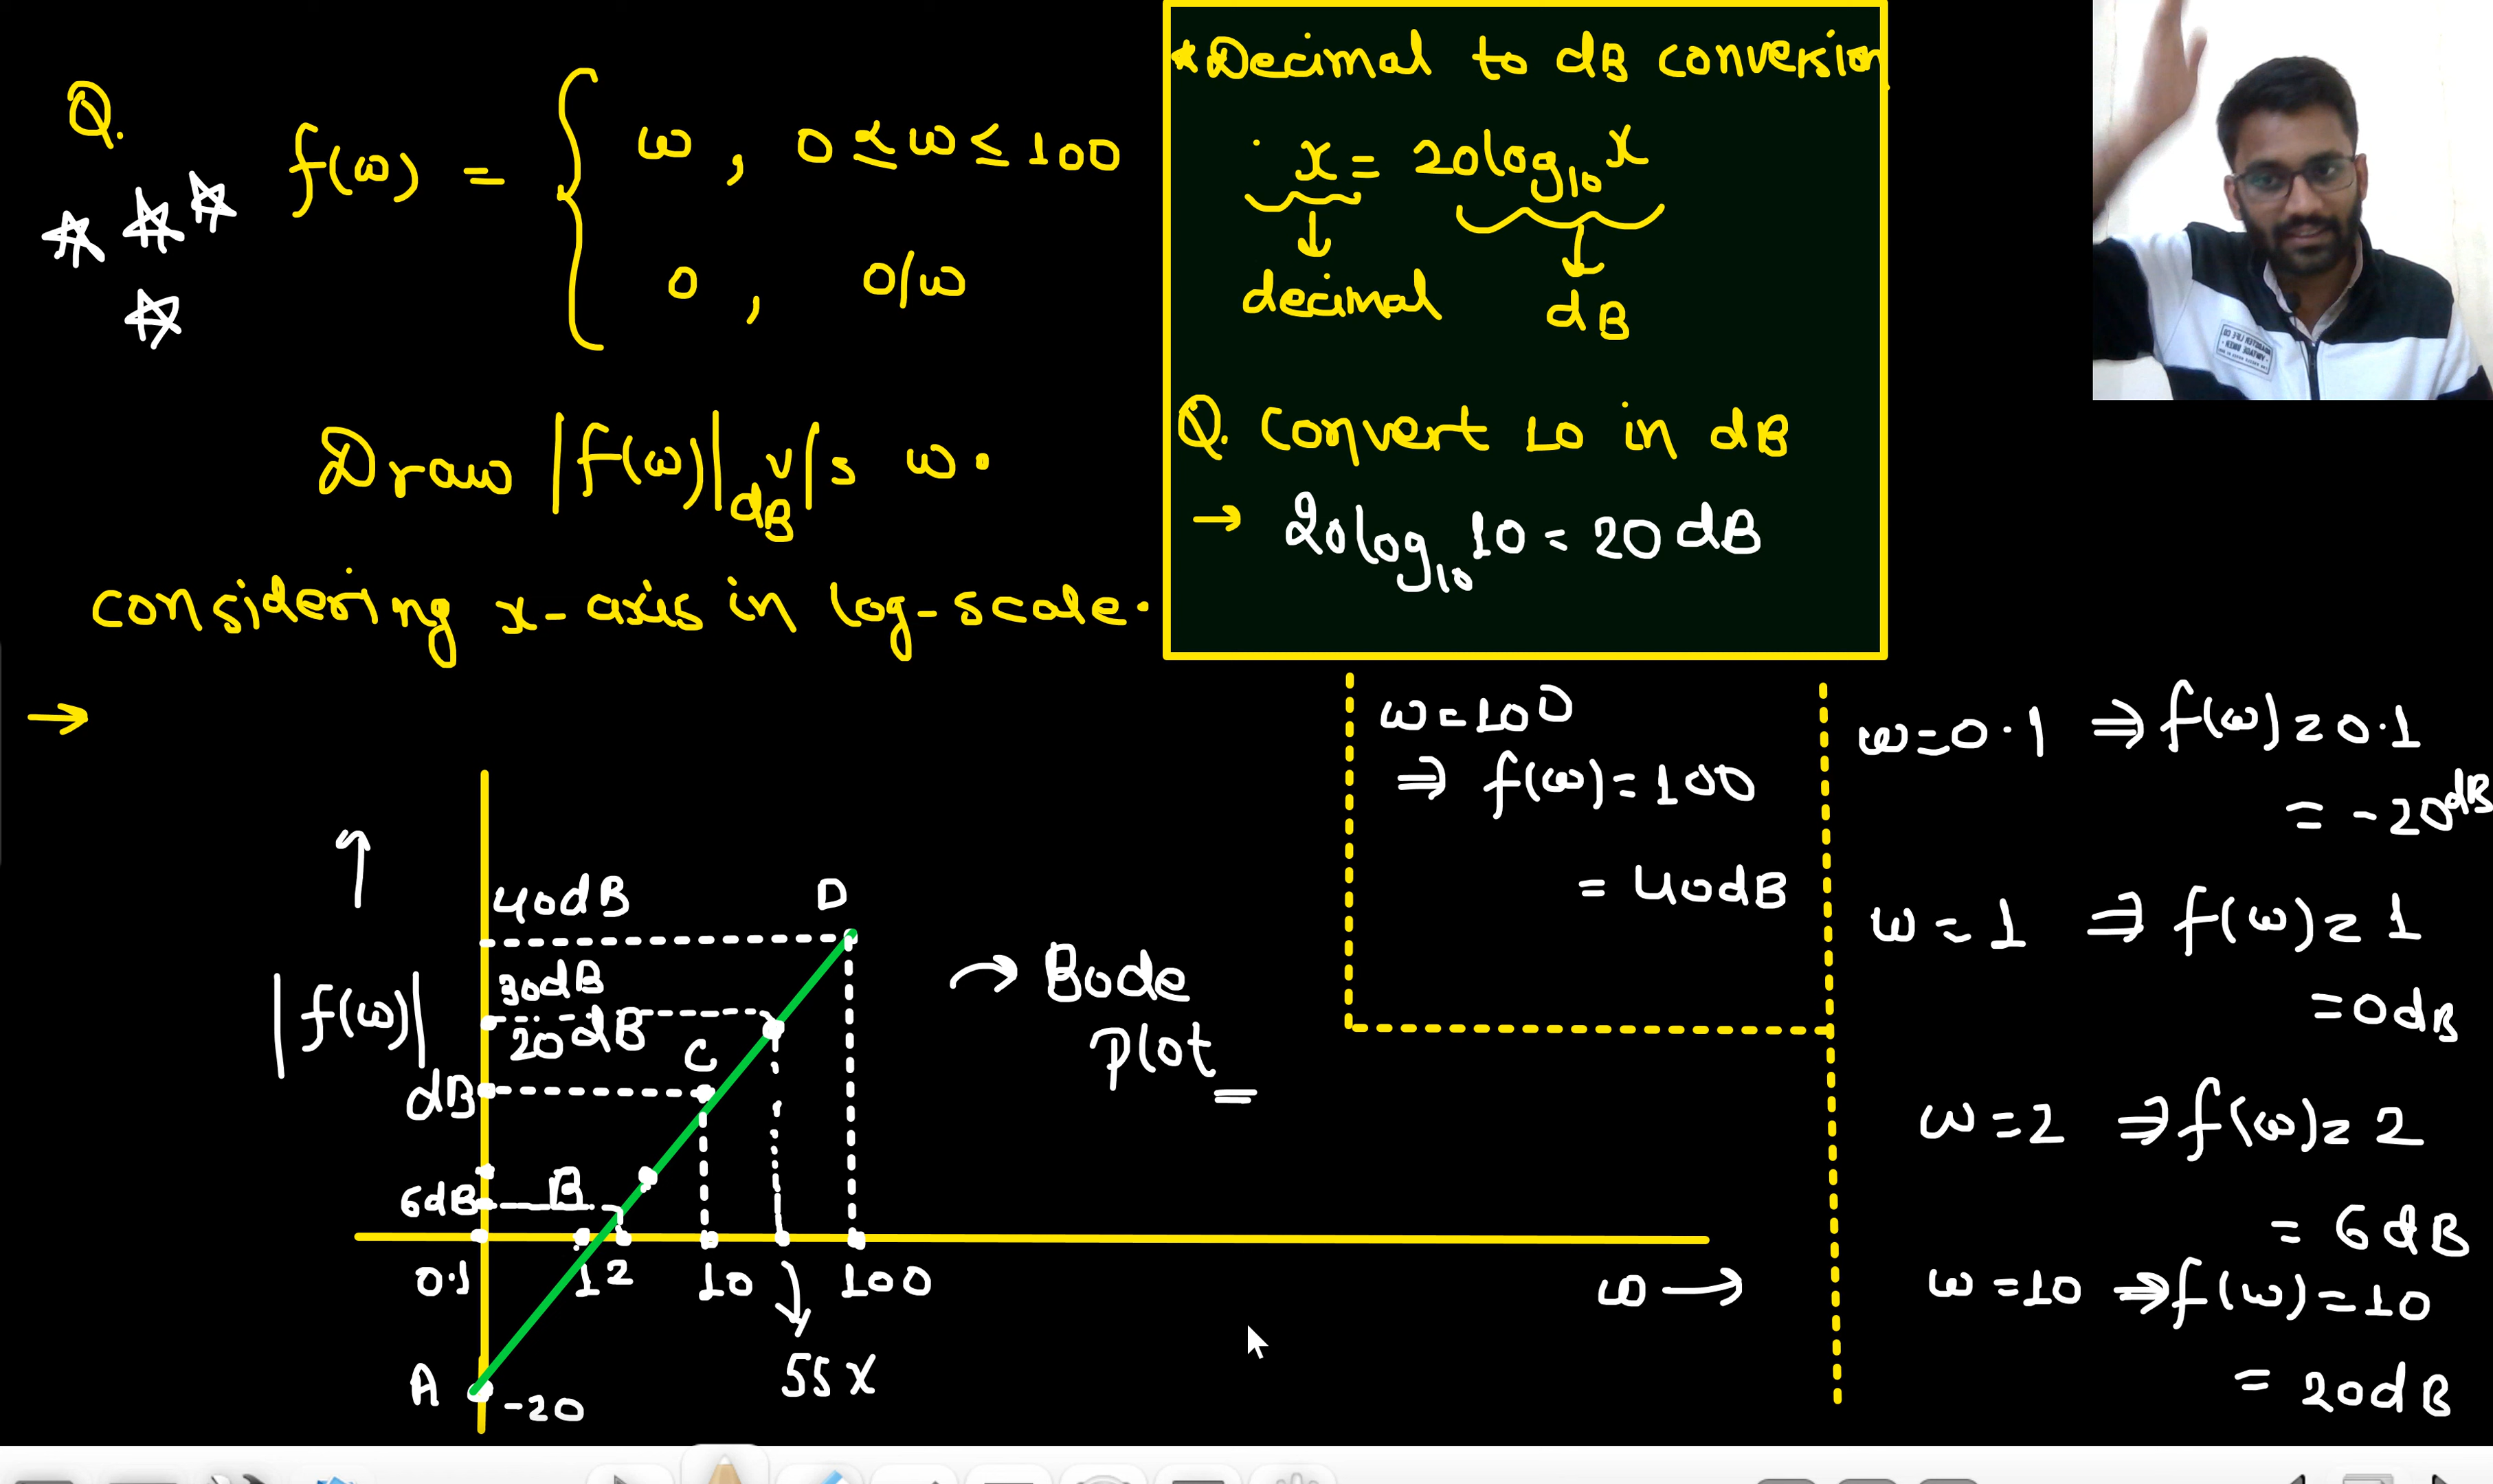 Q.
f(ω) = { ω , 0 ≤ ω ≤ 100
0 , o/w
Draw |f(ω)|dB v/s ω.
considering x-axis in log-scale.
→
* Decimal to dB conversion
x = 20log₁₀ x
decimal dB
Q. Convert 10 in dB
→ 20log₁₀ 10 = 20 dB
ω = 100
⇒ f(ω) = 100
= 40dB
ω = 0.1 ⇒ f(ω) = 0.1
= -20dB
ω = 1 ⇒ f(ω) = 1
= 0dB
ω = 2 ⇒ f(ω) = 2
= 6dB
ω = 10 ⇒ f(ω) = 10
= 20dB
↑
|f(ω)|
dB
40dB D
30dB
20dB C
6dB B
0.1 1 2 10 100
ω →
55 X
A -20
→ Bode
plot